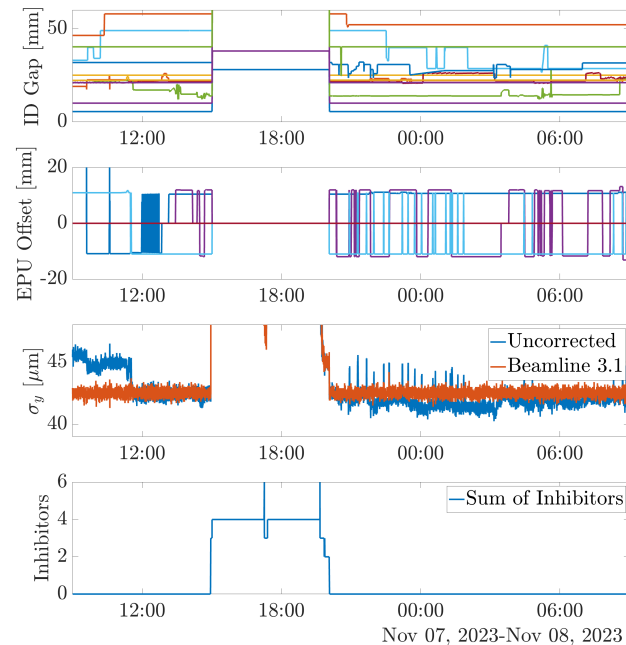 50
0
ID Gap [mm]
12:00 18:00 00:00 06:00
20
0
-20
EPU Offset [mm]
12:00 18:00 00:00 06:00
45
40
σy [μm]
Uncorrected
Beamline 3.1
12:00 18:00 00:00 06:00
6
4
2
0
Inhibitors
Sum of Inhibitors
12:00 18:00 00:00 06:00
Nov 07, 2023-Nov 08, 2023